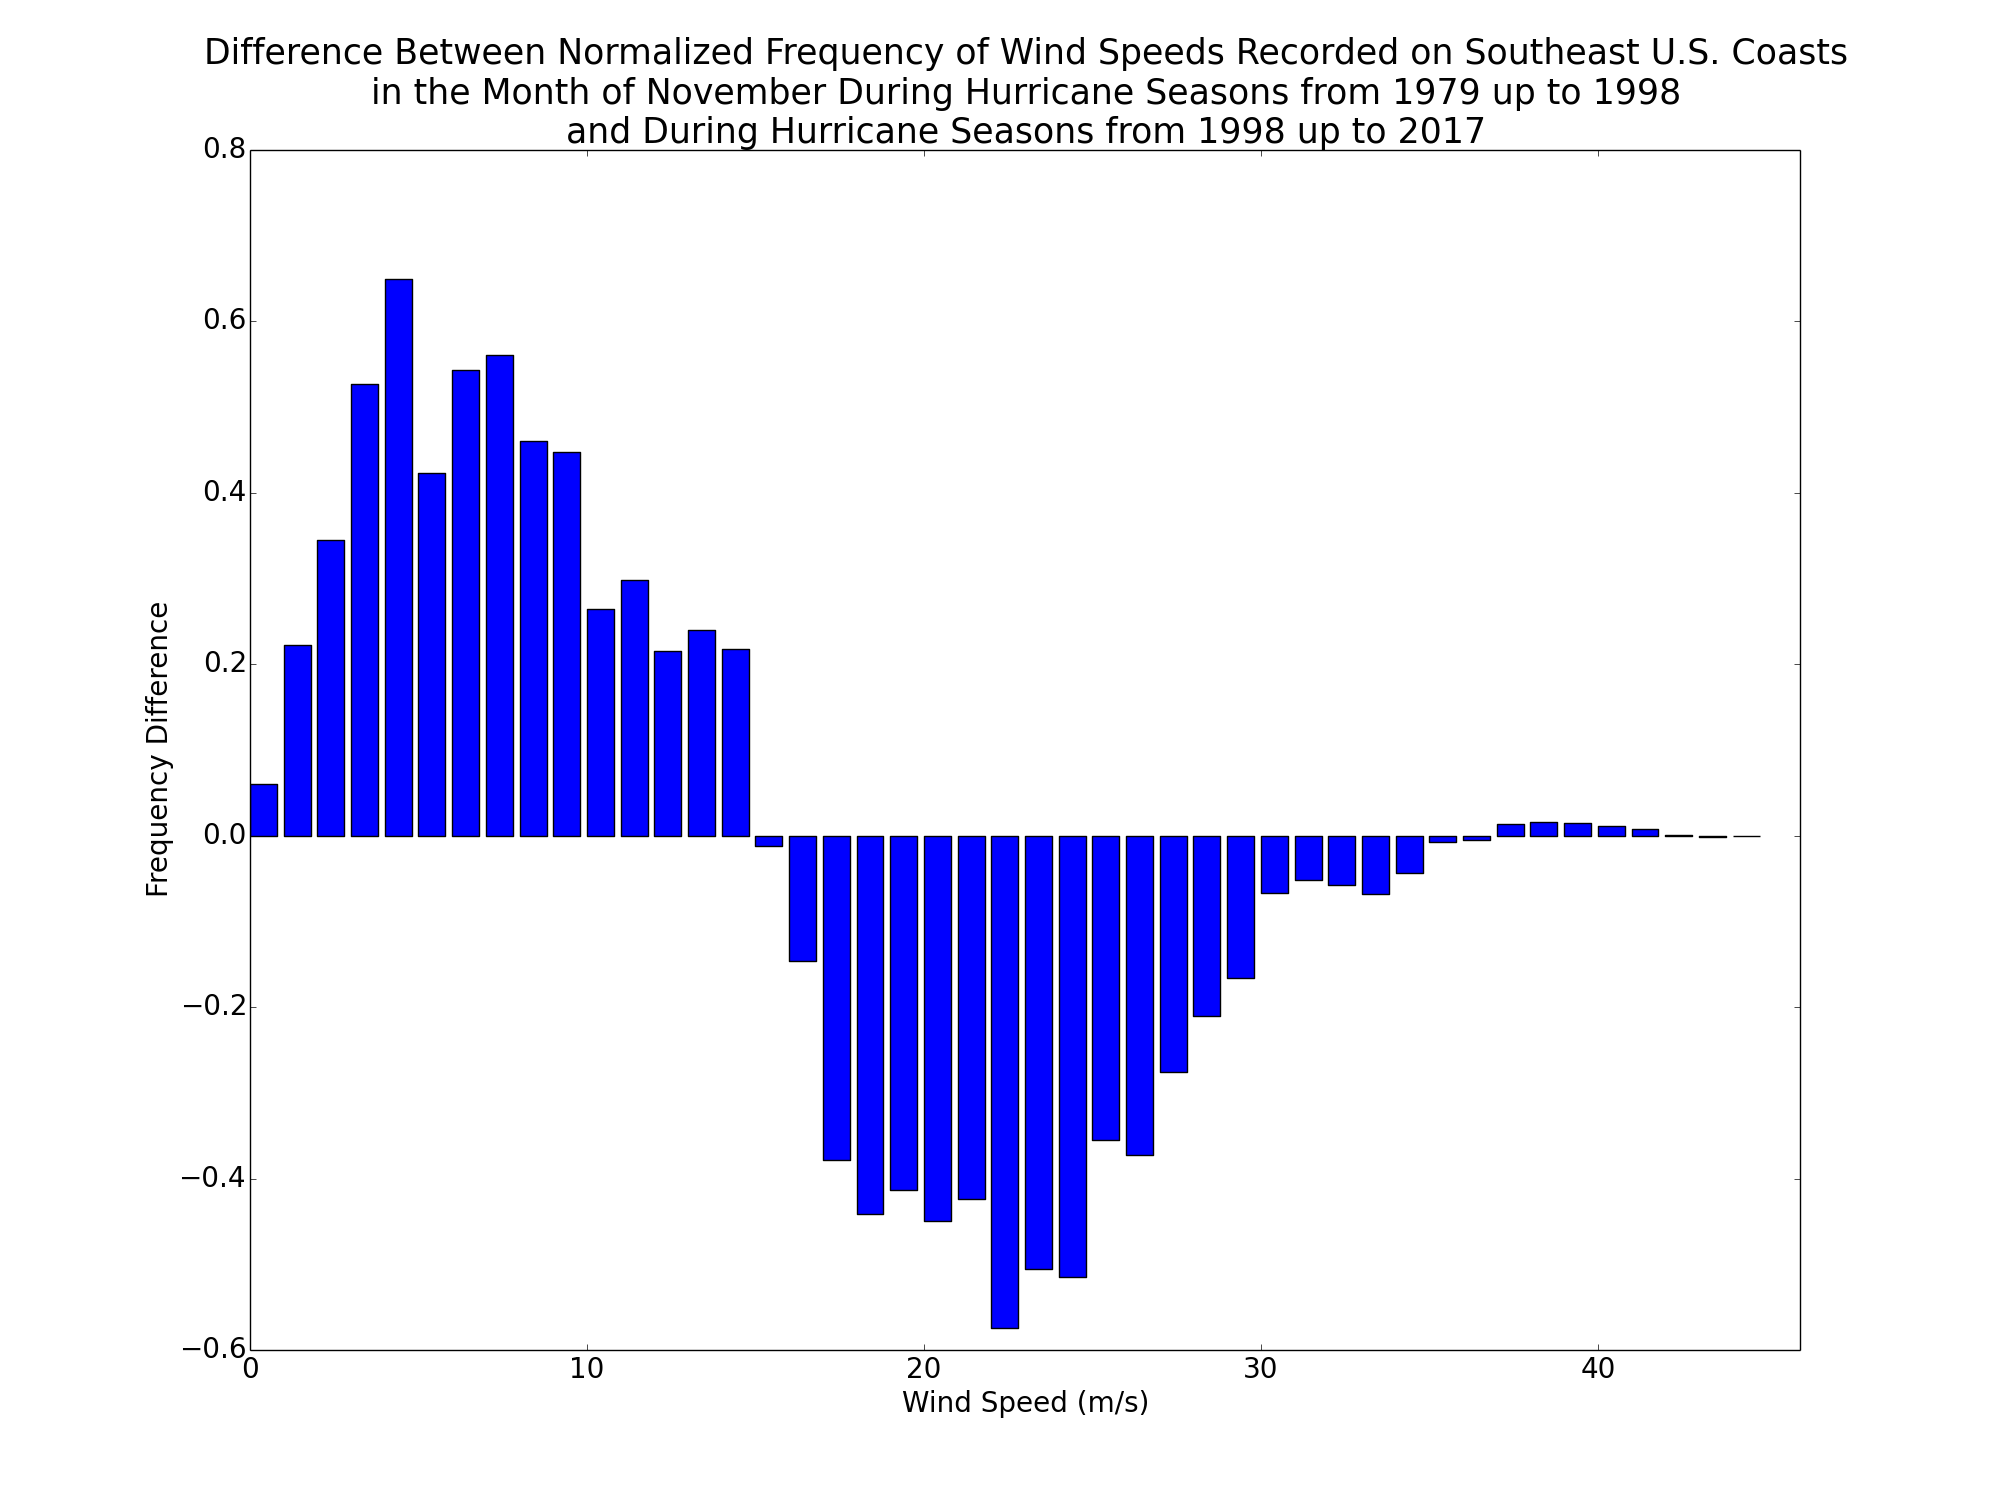 Difference Between Normalized Frequency of Wind Speeds Recorded on Southeast U.S. Coasts
in the Month of November During Hurricane Seasons from 1979 up to 1998
and During Hurricane Seasons from 1998 up to 2017
0.8
0.6
0.4
0.2
0.0
−0.2
−0.4
−0.6
Frequency Difference
0 10 20 30 40
Wind Speed (m/s)